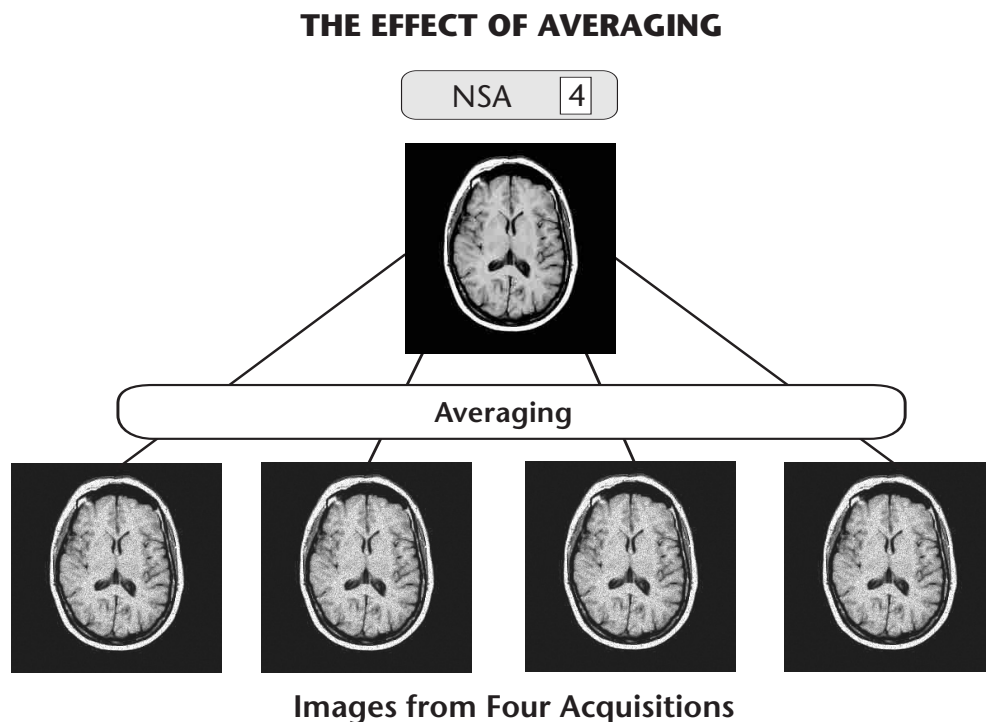 THE EFFECT OF AVERAGING
NSA 4
Averaging
Images from Four Acquisitions